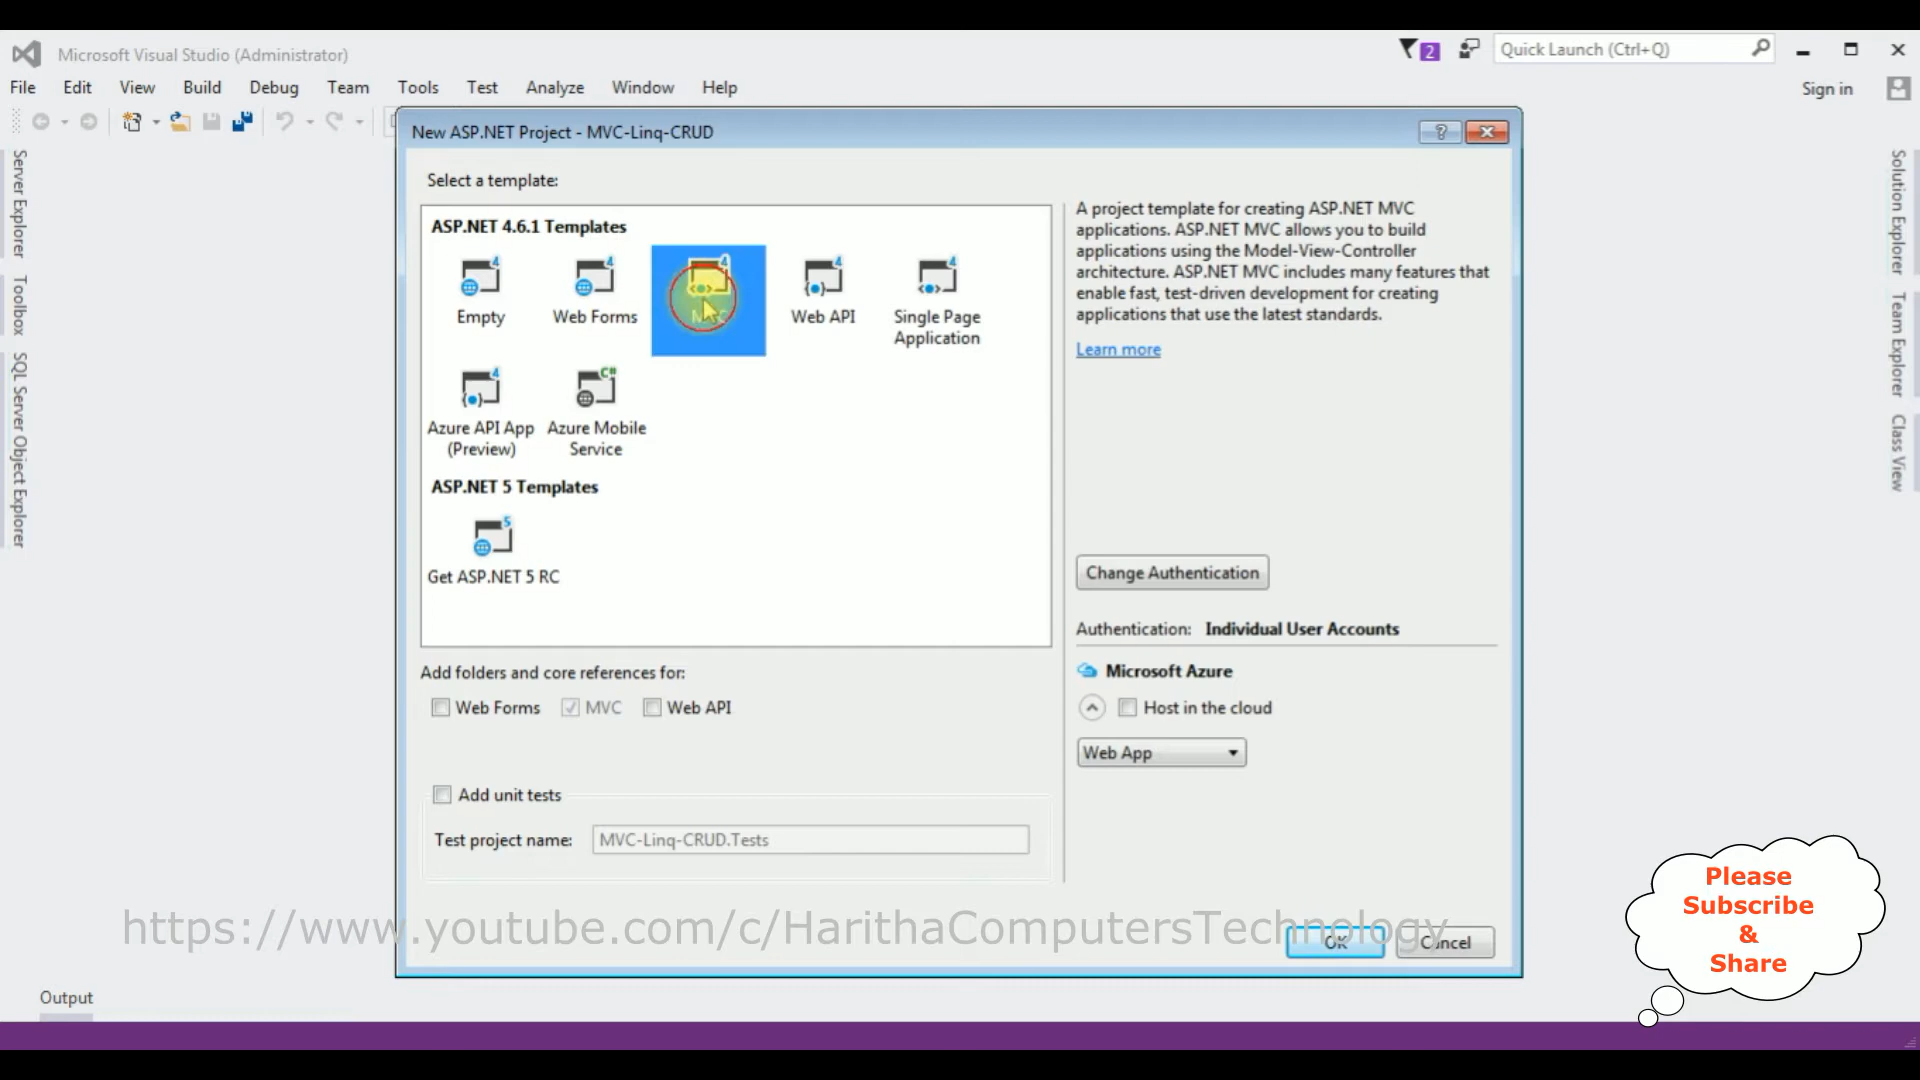 Microsoft Visual Studio (Administrator)
2
Quick Launch (Ctrl+Q)
File Edit View Build Debug Team Tools Test Analyze Window Help
Sign in
New ASP.NET Project - MVC-Linq-CRUD
?
Server Explorer
Toolbox
SQL Server Object Explorer
Solution Explorer
Team Explorer
Class View
Select a template:
ASP.NET 4.6.1 Templates
Empty
Web Forms
MVC
Web API
Single Page
Application
Azure API App
(Preview)
Azure Mobile
Service
ASP.NET 5 Templates
Get ASP.NET 5 RC
A project template for creating ASP.NET MVC
applications. ASP.NET MVC allows you to build
applications using the Model-View-Controller
architecture. ASP.NET MVC includes many features that
enable fast, test-driven development for creating
applications that use the latest standards.
Learn more
Change Authentication
Authentication: Individual User Accounts
Microsoft Azure
Host in the cloud
Web App
Add folders and core references for:
Web Forms MVC Web API
Add unit tests
Test project name: MVC-Linq-CRUD.Tests
https://www.youtube.com/c/HarithaComputersTechnology
OK Cancel
Please
Subscribe
&
Share
Output